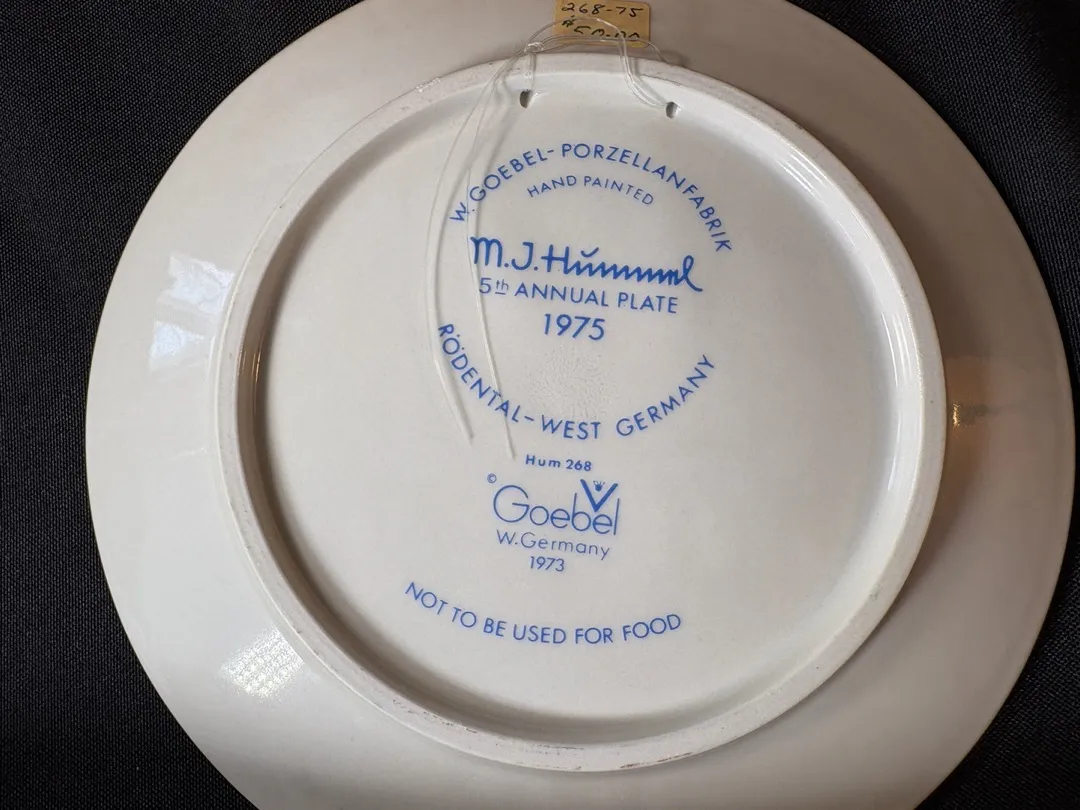 268-75
W. GOEBEL-PORZELLANFABRIK
HAND PAINTED
M.J.Hümmel
5th ANNUAL PLATE
1975
RÖDENTAL-WEST GERMANY
Hum 268
© Goebel
W.Germany
1973
NOT TO BE USED FOR FOOD